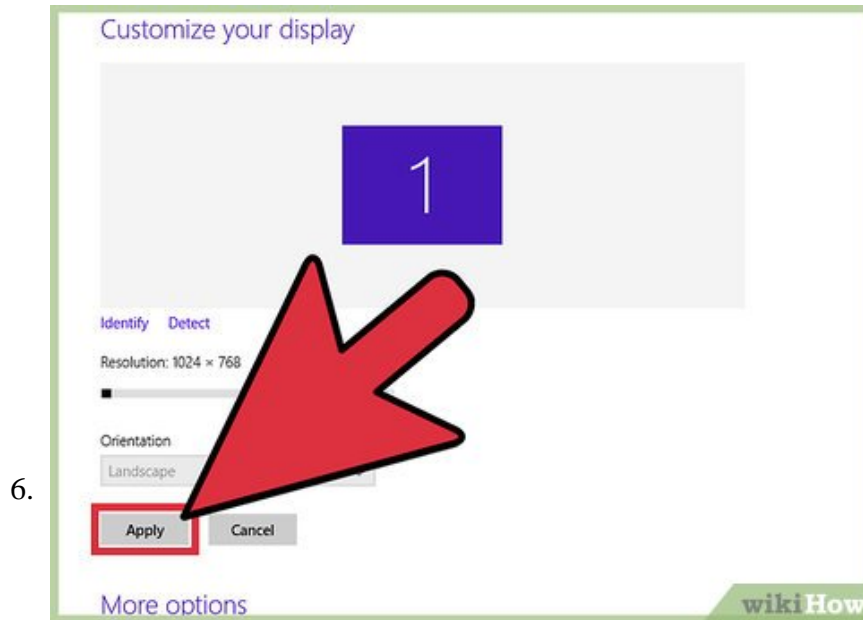 Customize your display
1
Identify Detect
Resolution: 1024 × 768
Orientation
Landscape
6.
Apply Cancel
More options
wikiHow